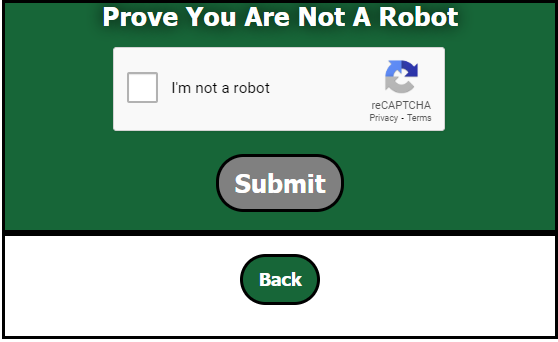 Prove You Are Not A Robot
I'm not a robot
reCAPTCHA
Privacy - Terms
Submit
Back